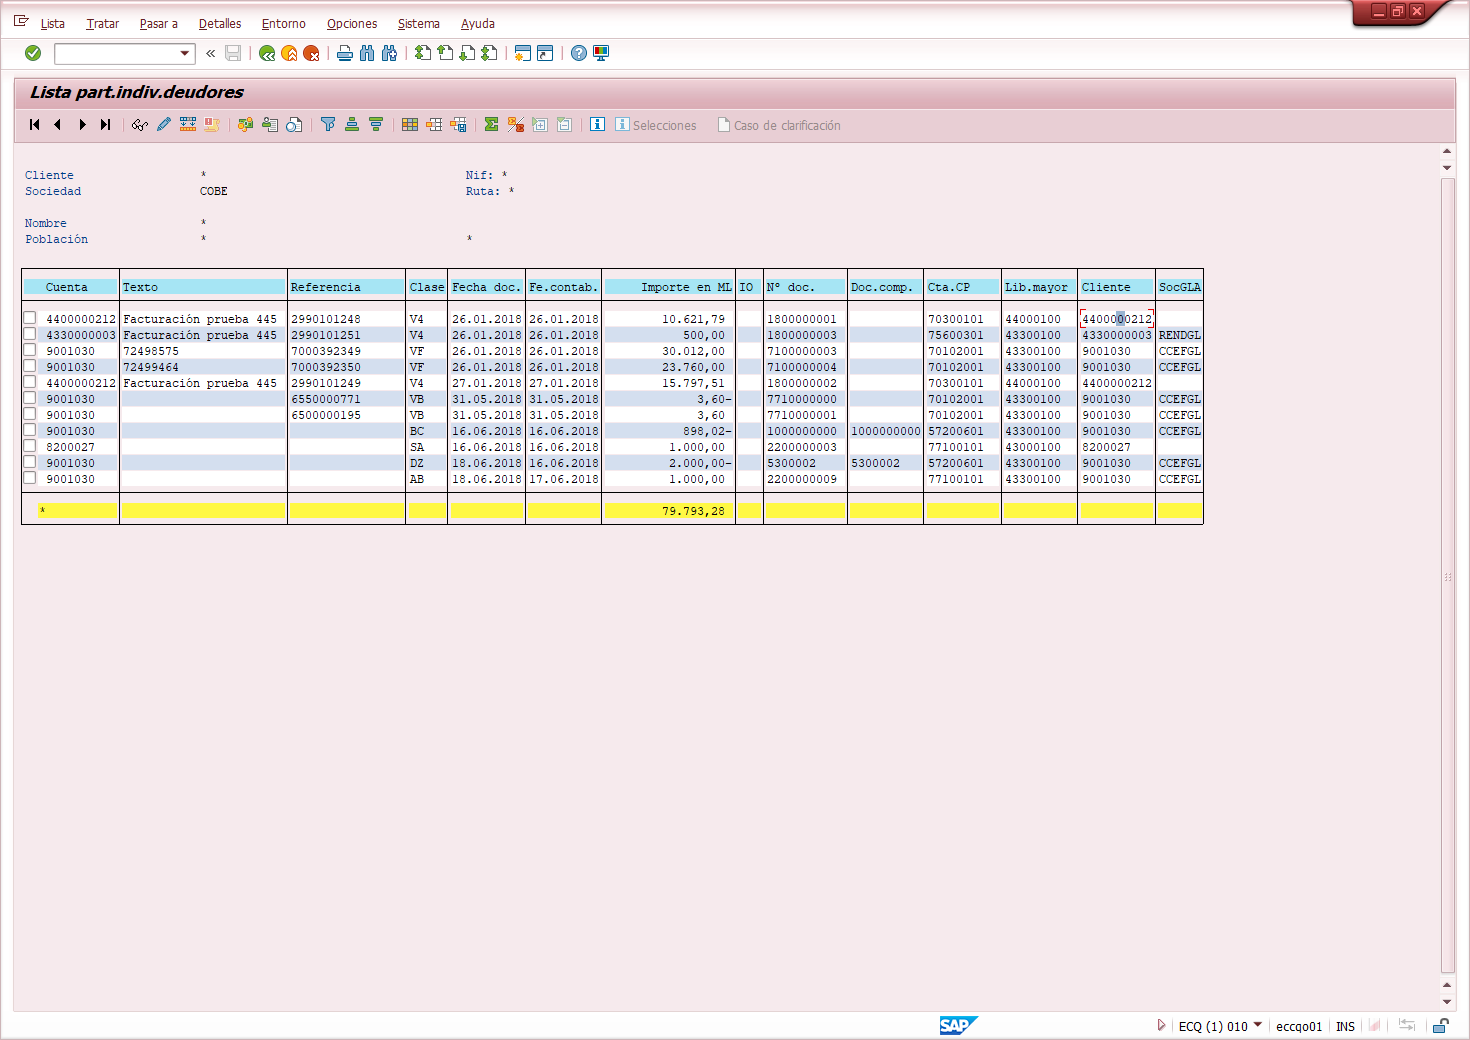 Lista Tratar Pasar a Detalles Entorno Opciones Sistema Ayuda
Lista part.indiv.deudores
Selecciones Caso de clarificación
Cliente * Nif: *
Sociedad COBE Ruta: *
Nombre *
Población * *
Cuenta Texto Referencia Clase Fecha doc. Fe.contab. Importe en ML IO Nº doc. Doc.comp. Cta.CP Lib.mayor Cliente SocGLA
4400000212 Facturación prueba 445 2990101248 V4 26.01.2018 26.01.2018 10.621,79 1800000001 70300101 44000100 4400000212
4330000003 Facturación prueba 445 2990101251 V4 26.01.2018 26.01.2018 500,00 1800000003 75600301 43300100 4330000003 RENDGL
9001030 72498575 7000392349 VF 26.01.2018 26.01.2018 30.012,00 7100000003 70102001 43300100 9001030 CCEFGL
9001030 72499464 7000392350 VF 26.01.2018 26.01.2018 23.760,00 7100000004 70102001 43300100 9001030 CCEFGL
4400000212 Facturación prueba 445 2990101249 V4 27.01.2018 27.01.2018 15.797,51 1800000002 70300101 44000100 4400000212
9001030 6550000771 VB 31.05.2018 31.05.2018 3,60- 7710000000 70102001 43300100 9001030 CCEFGL
9001030 6500000195 VB 31.05.2018 31.05.2018 3,60 7710000001 70102001 43300100 9001030 CCEFGL
9001030 BC 16.06.2018 16.06.2018 898,02- 1000000000 1000000000 57200601 43300100 9001030 CCEFGL
8200027 SA 16.06.2018 16.06.2018 1.000,00 2200000003 77100101 43000100 8200027
9001030 DZ 18.06.2018 16.06.2018 2.000,00- 5300002 5300002 57200601 43300100 9001030 CCEFGL
9001030 AB 18.06.2018 17.06.2018 1.000,00 2200000009 77100101 43300100 9001030 CCEFGL
* 79.793,28
SAP ECQ (1) 010 eccqo01 INS